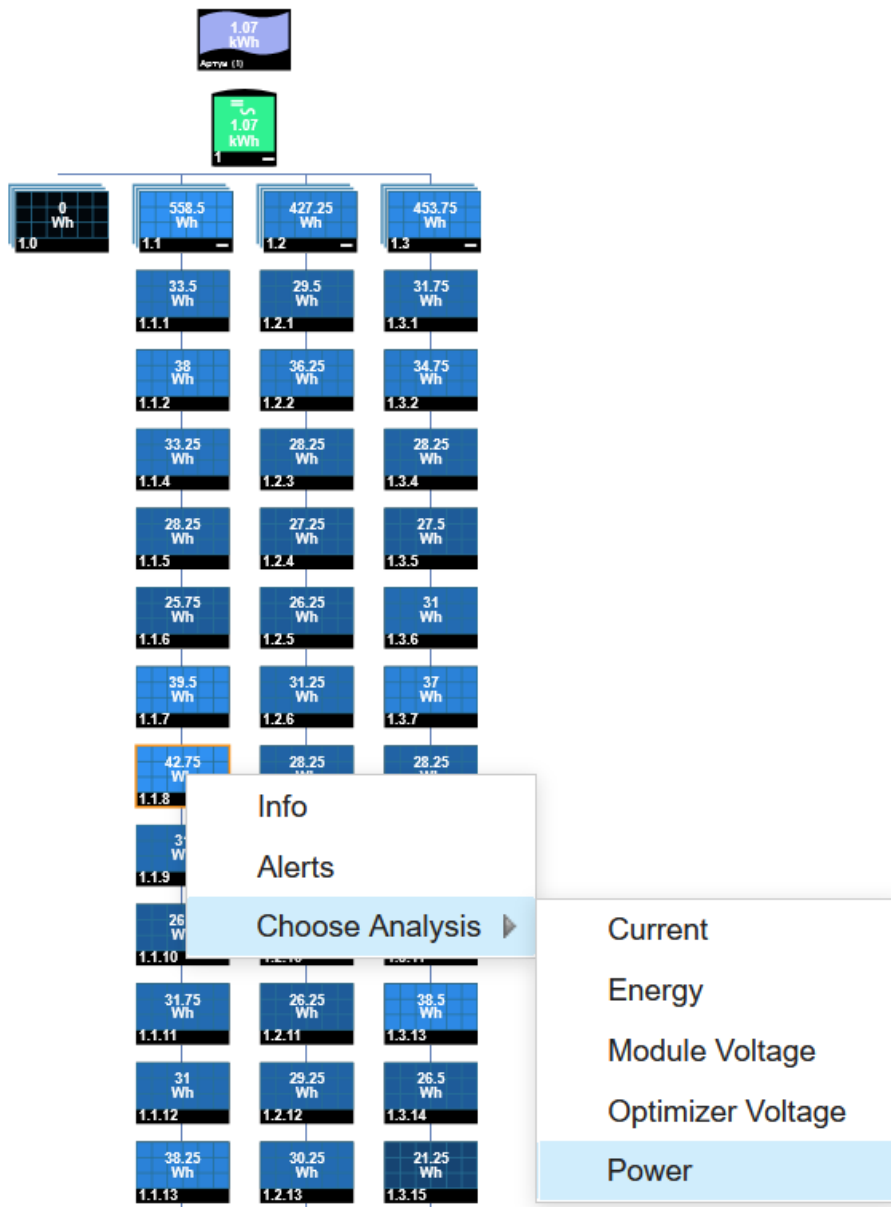 1.07
kWh
Артум (1)
1.07
kWh
1
0
Wh
1.0
558.5
Wh
1.1
427.25
Wh
1.2
453.75
Wh
1.3
33.5
Wh
1.1.1
29.5
Wh
1.2.1
31.75
Wh
1.3.1
38
Wh
1.1.2
36.25
Wh
1.2.2
34.75
Wh
1.3.2
33.25
Wh
1.1.4
28.25
Wh
1.2.3
28.25
Wh
1.3.4
28.25
Wh
1.1.5
27.25
Wh
1.2.4
27.5
Wh
1.3.5
25.75
Wh
1.1.6
26.25
Wh
1.2.5
31
Wh
1.3.6
39.5
Wh
1.1.7
31.25
Wh
1.2.6
37
Wh
1.3.7
42.75
1.1.8
28.25
28.25
Info
Alerts
Choose Analysis
1.1.9
26
1.1.10
Current
Energy
Module Voltage
Optimizer Voltage
Power
31.75
Wh
1.1.11
26.25
Wh
1.2.11
38.5
Wh
1.3.13
31
Wh
1.1.12
29.25
Wh
1.2.12
26.5
Wh
1.3.14
38.25
Wh
1.1.13
30.25
Wh
1.2.13
21.25
Wh
1.3.15